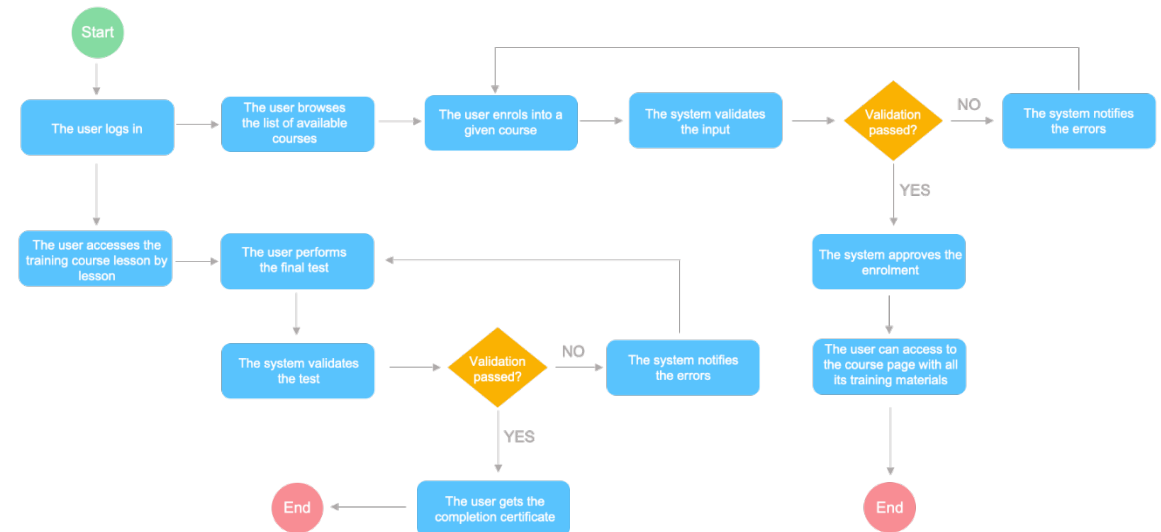 Start
The user logs in
The user browses
the list of available
courses
The user enrols into a
given course
The system validates
the input
Validation
passed?
NO
The system notifies
the errors
YES
The user accesses the
training course lesson by
lesson
The user performs
the final test
The system approves the
enrolment
The system validates
the test
Validation
passed?
NO
The system notifies
the errors
The user can access to
the course page with all
its training materials
YES
End
The user gets the
completion certificate
End